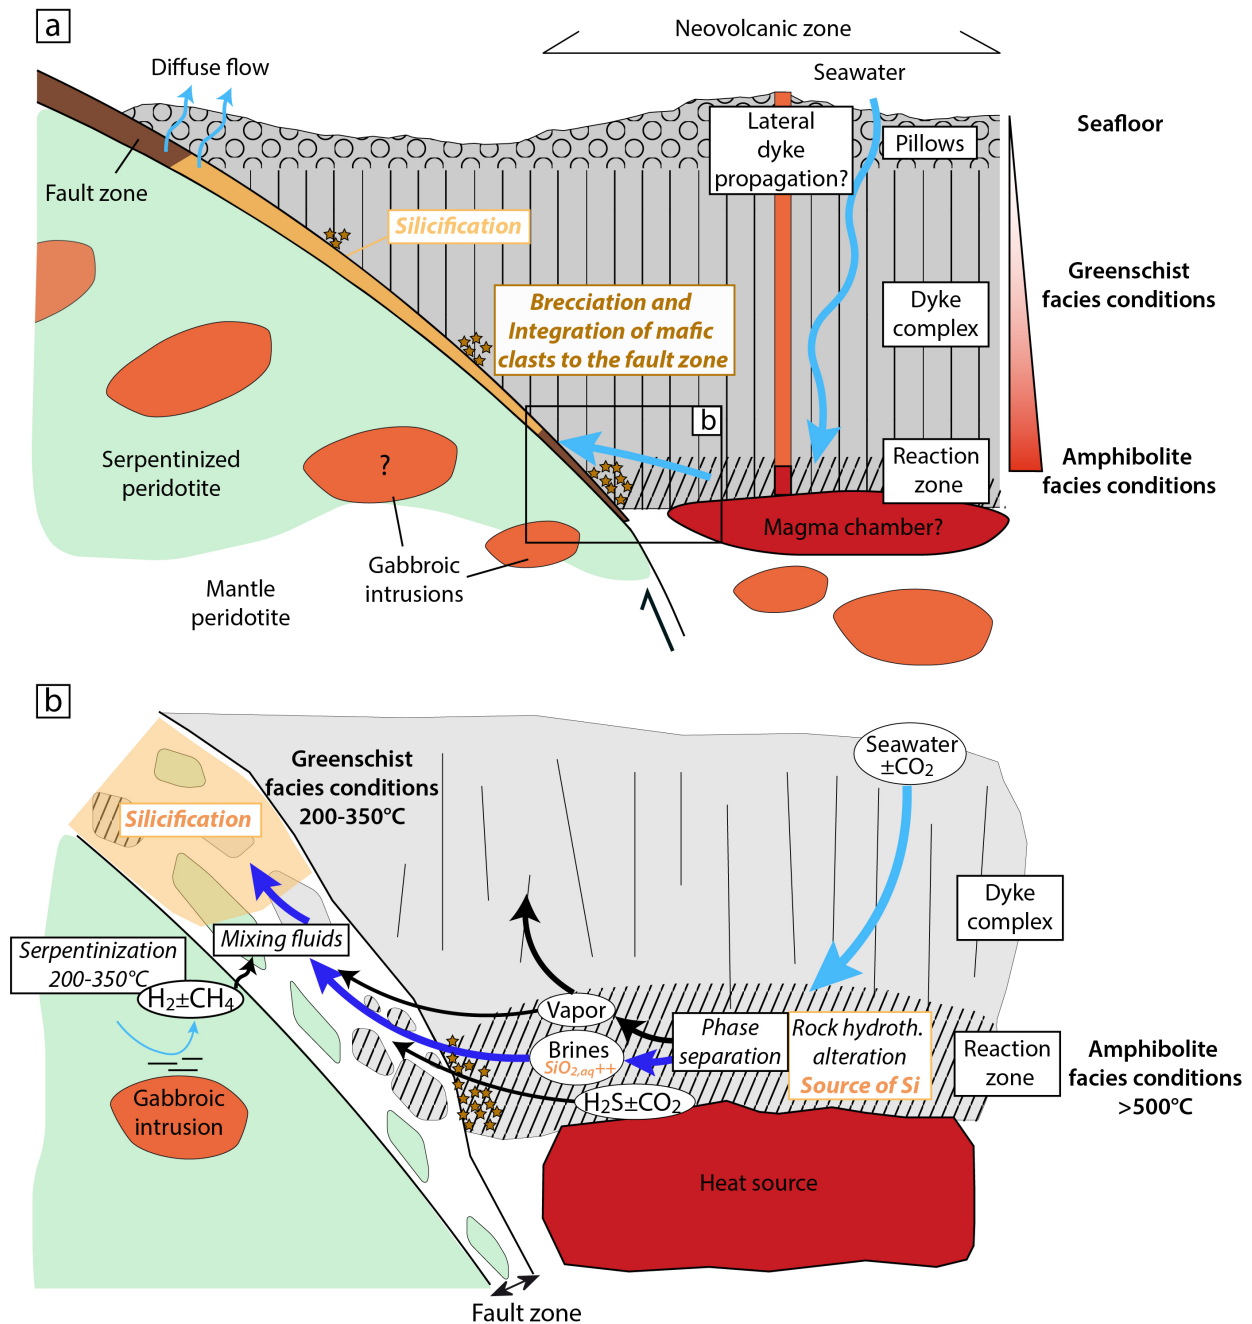 a
Neovolcanic zone
Diffuse flow
Seawater
Lateral
dyke
propagation?
Pillows
Seafloor
Fault zone
Silicification
Greenschist
facies conditions
Brecciation and
Integration of mafic
clasts to the fault zone
Dyke
complex
b
Serpentinized
peridotite
?
Reaction
zone
Amphibolite
facies conditions
Magma chamber?
Gabbroic
intrusions
Mantle
peridotite
b
Greenschist
facies conditions
200-350°C
Seawater
±CO₂
Silicification
Dyke
complex
Mixing fluids
Serpentinization
200-350°C
H₂±CH₄
Vapor
Phase
separation
Rock hydroth.
alteration
Source of Si
Brines
SiO₂,ₐq++
Reaction
zone
Amphibolite
facies conditions
>500°C
H₂S±CO₂
Gabbroic
intrusion
Heat source
Fault zone